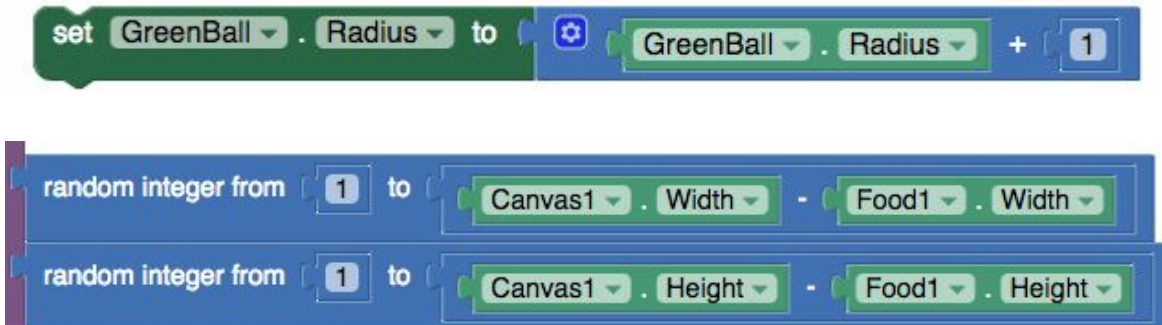 set GreenBall . Radius to GreenBall . Radius + 1
random integer from 1 to Canvas1 . Width - Food1 . Width
random integer from 1 to Canvas1 . Height - Food1 . Height